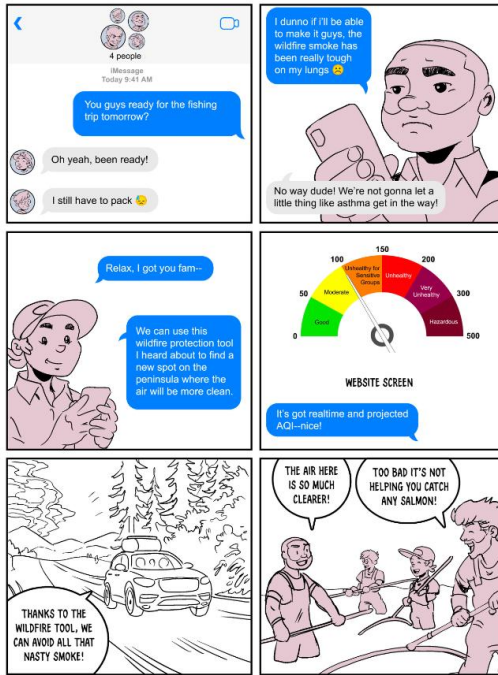 4 people
iMessage
Today 9:41 AM
You guys ready for the fishing
trip tomorrow?
Oh yeah, been ready!
I still have to pack 😓
I dunno if i'll be able
to make it guys, the
wildfire smoke has
been really tough
on my lungs ☹️
No way dude! We're not gonna let a
little thing like asthma get in the way!
Relax, I got you fam--
We can use this
wildfire protection tool
I heard about to find a
new spot on the
peninsula where the
air will be more clean.
0
50
100
150
200
300
500
Good
Moderate
Unhealthy for
Sensitive
Groups
Unhealthy
Very
Unhealthy
Hazardous
WEBSITE SCREEN
It's got realtime and projected
AQI--nice!
THANKS TO THE
WILDFIRE TOOL, WE
CAN AVOID ALL THAT
NASTY SMOKE!
THE AIR HERE
IS SO MUCH
CLEARER!
TOO BAD IT'S NOT
HELPING YOU CATCH
ANY SALMON!